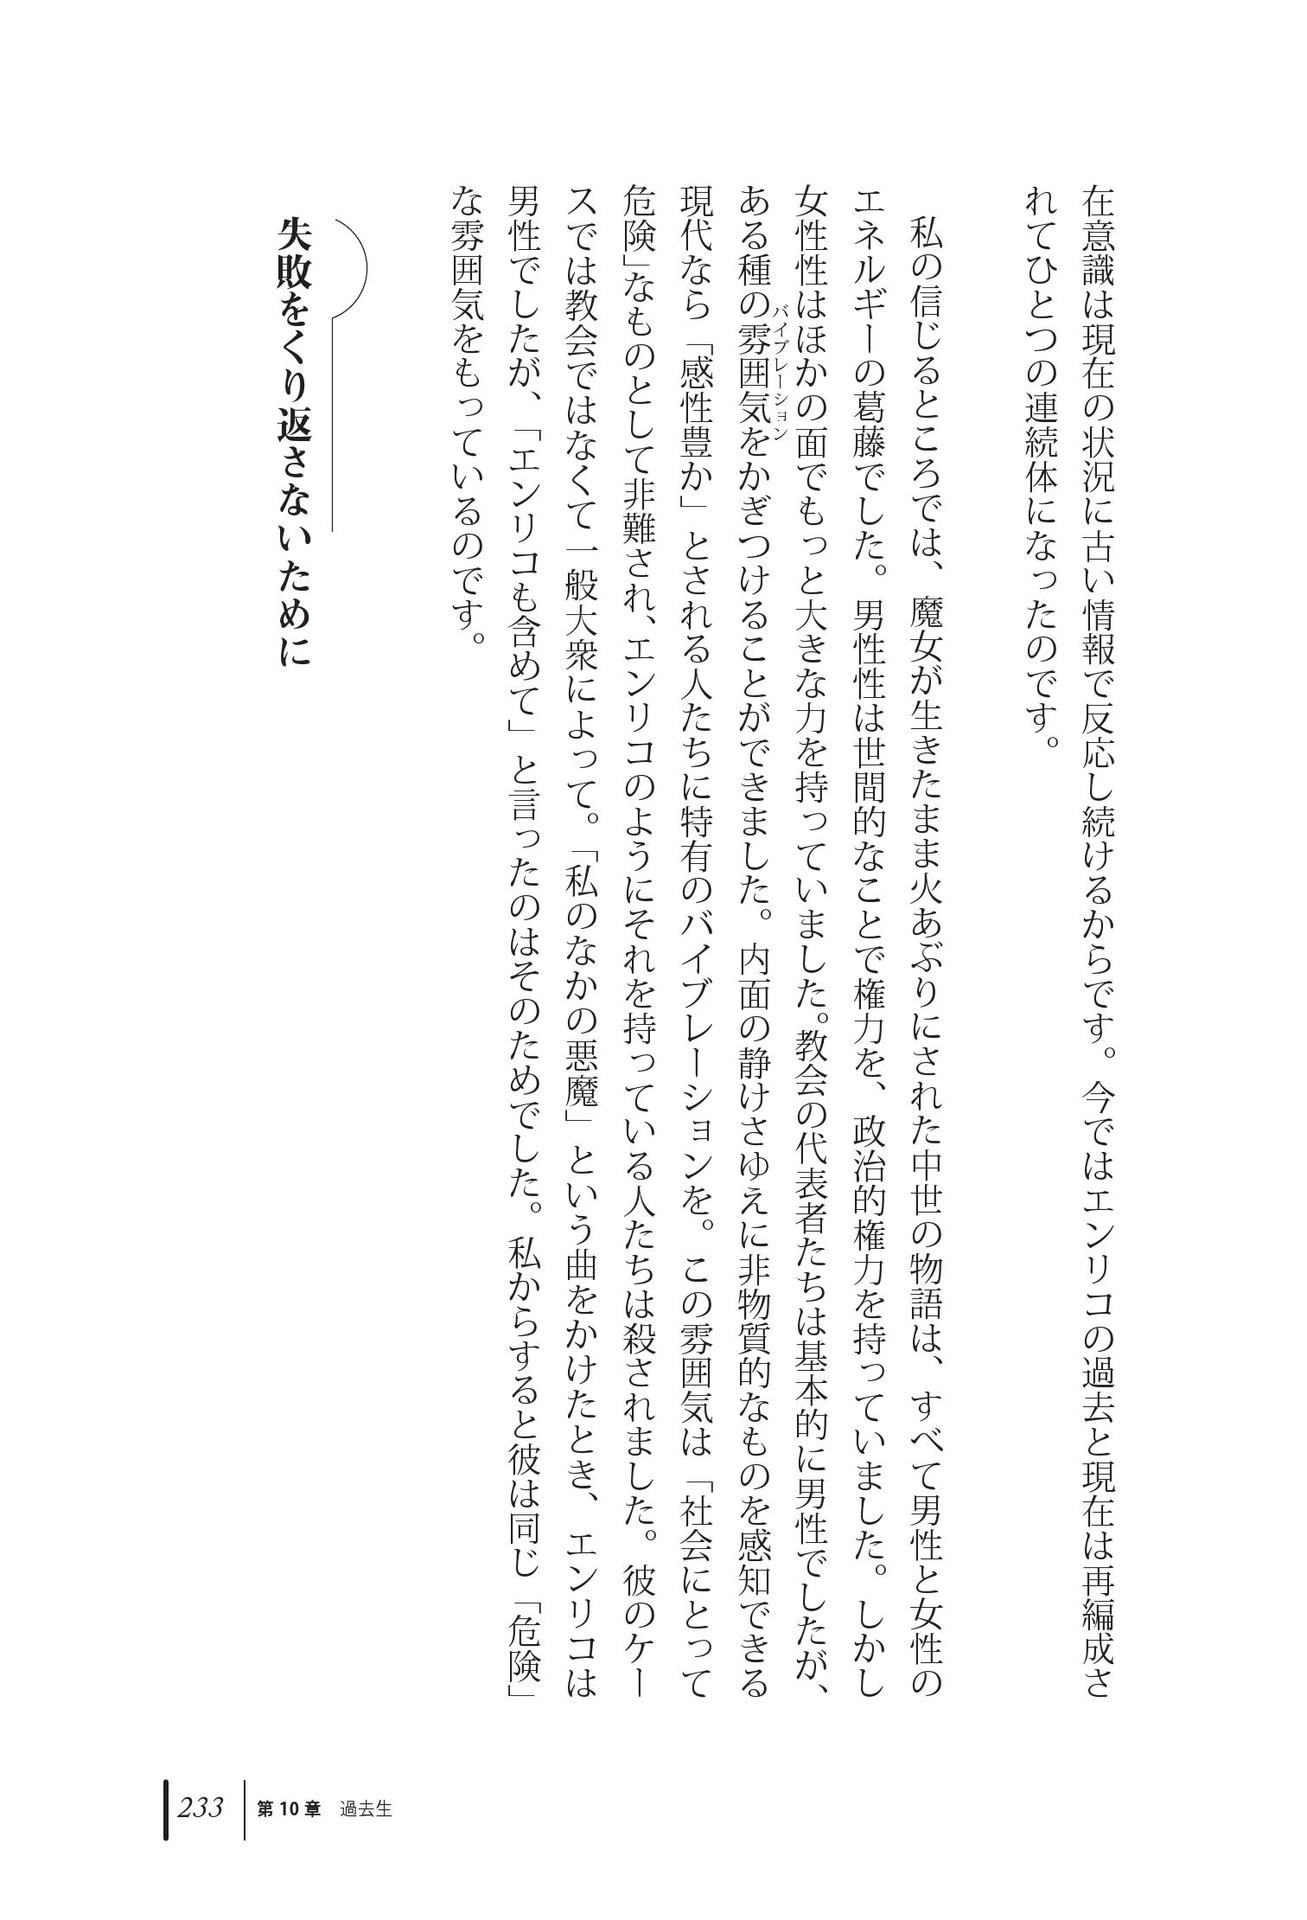 在意識は現在の状況に古い情報で反応し続けるからです。今ではエンリコの過去と現在は再編成さ
れてひとつの連続体になったのです。
私の信じるところでは、魔女が生きたまま火あぶりにされた中世の物語は、すべて男性と女性の
エネルギーの葛藤でした。男性性は世間的なことで権力を、政治的権力を持っていました。しかし
女性性はほかの面でもっと大きな力を持っていました。教会の代表者たちは基本的に男性でしたが、
バイブレーション
ある種の雰囲気をかぎつけることができました。内面の静けさゆえに非物質的なものを感知できる
現代なら「感性豊か」とされる人たちに特有のバイブレーションを。この雰囲気は「社会にとって
危険」なものとして非難され、エンリコのようにそれを持っている人たちは殺されました。彼のケー
スでは教会ではなくて一般大衆によって。「私のなかの悪魔」という曲をかけたとき、エンリコは
男性でしたが、「エンリコも含めて」と言ったのはそのためでした。私からすると彼は同じ「危険」
な雰囲気をもっているのです。
失敗をくり返さないために
233 第10章 過去生